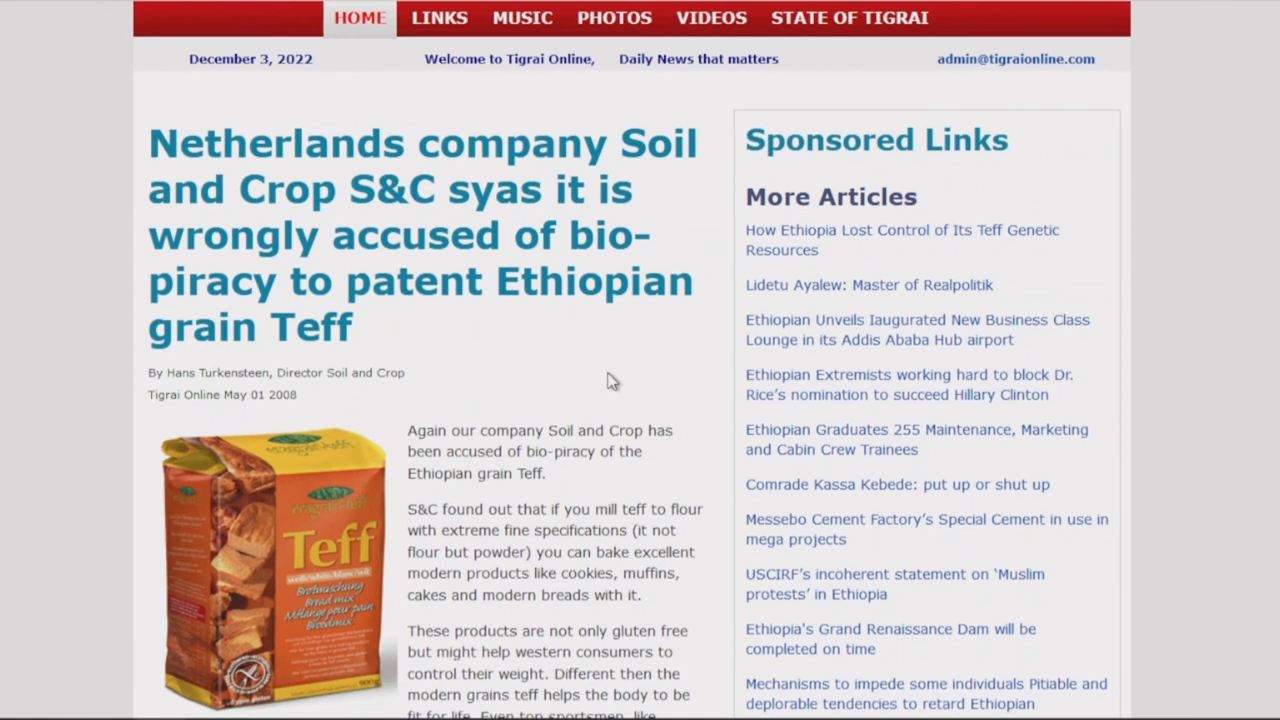 HOME LINKS MUSIC PHOTOS VIDEOS STATE OF TIGRAI
December 3, 2022 Welcome to Tigrai Online, Daily News that matters admin@tigraionline.com
Netherlands company Soil
and Crop S&C syas it is
wrongly accused of bio-
piracy to patent Ethiopian
grain Teff
By Hans Turkensteen, Director Soil and Crop
Tigrai Online May 01 2008
Teff
Brotmischung
Bread mix
Mélange pour pain
Broodmix
900g
Again our company Soil and Crop has
been accused of bio-piracy of the
Ethiopian grain Teff.
S&C found out that if you mill teff to flour
with extreme fine specifications (it not
flour but powder) you can bake excellent
modern products like cookies, muffins,
cakes and modern breads with it.
These products are not only gluten free
but might help western consumers to
control their weight. Different then the
modern grains teff helps the body to be
fit for life. Even top sportsmen, like
Sponsored Links
More Articles
How Ethiopia Lost Control of Its Teff Genetic
Resources
Lidetu Ayalew: Master of Realpolitik
Ethiopian Unveils Iaugurated New Business Class
Lounge in its Addis Ababa Hub airport
Ethiopian Extremists working hard to block Dr.
Rice’s nomination to succeed Hillary Clinton
Ethiopian Graduates 255 Maintenance, Marketing
and Cabin Crew Trainees
Comrade Kassa Kebede: put up or shut up
Messebo Cement Factory’s Special Cement in use in
mega projects
USCIRF’s incoherent statement on ‘Muslim
protests’ in Ethiopia
Ethiopia's Grand Renaissance Dam will be
completed on time
Mechanisms to impede some individuals Pitiable and
deplorable tendencies to retard Ethiopian